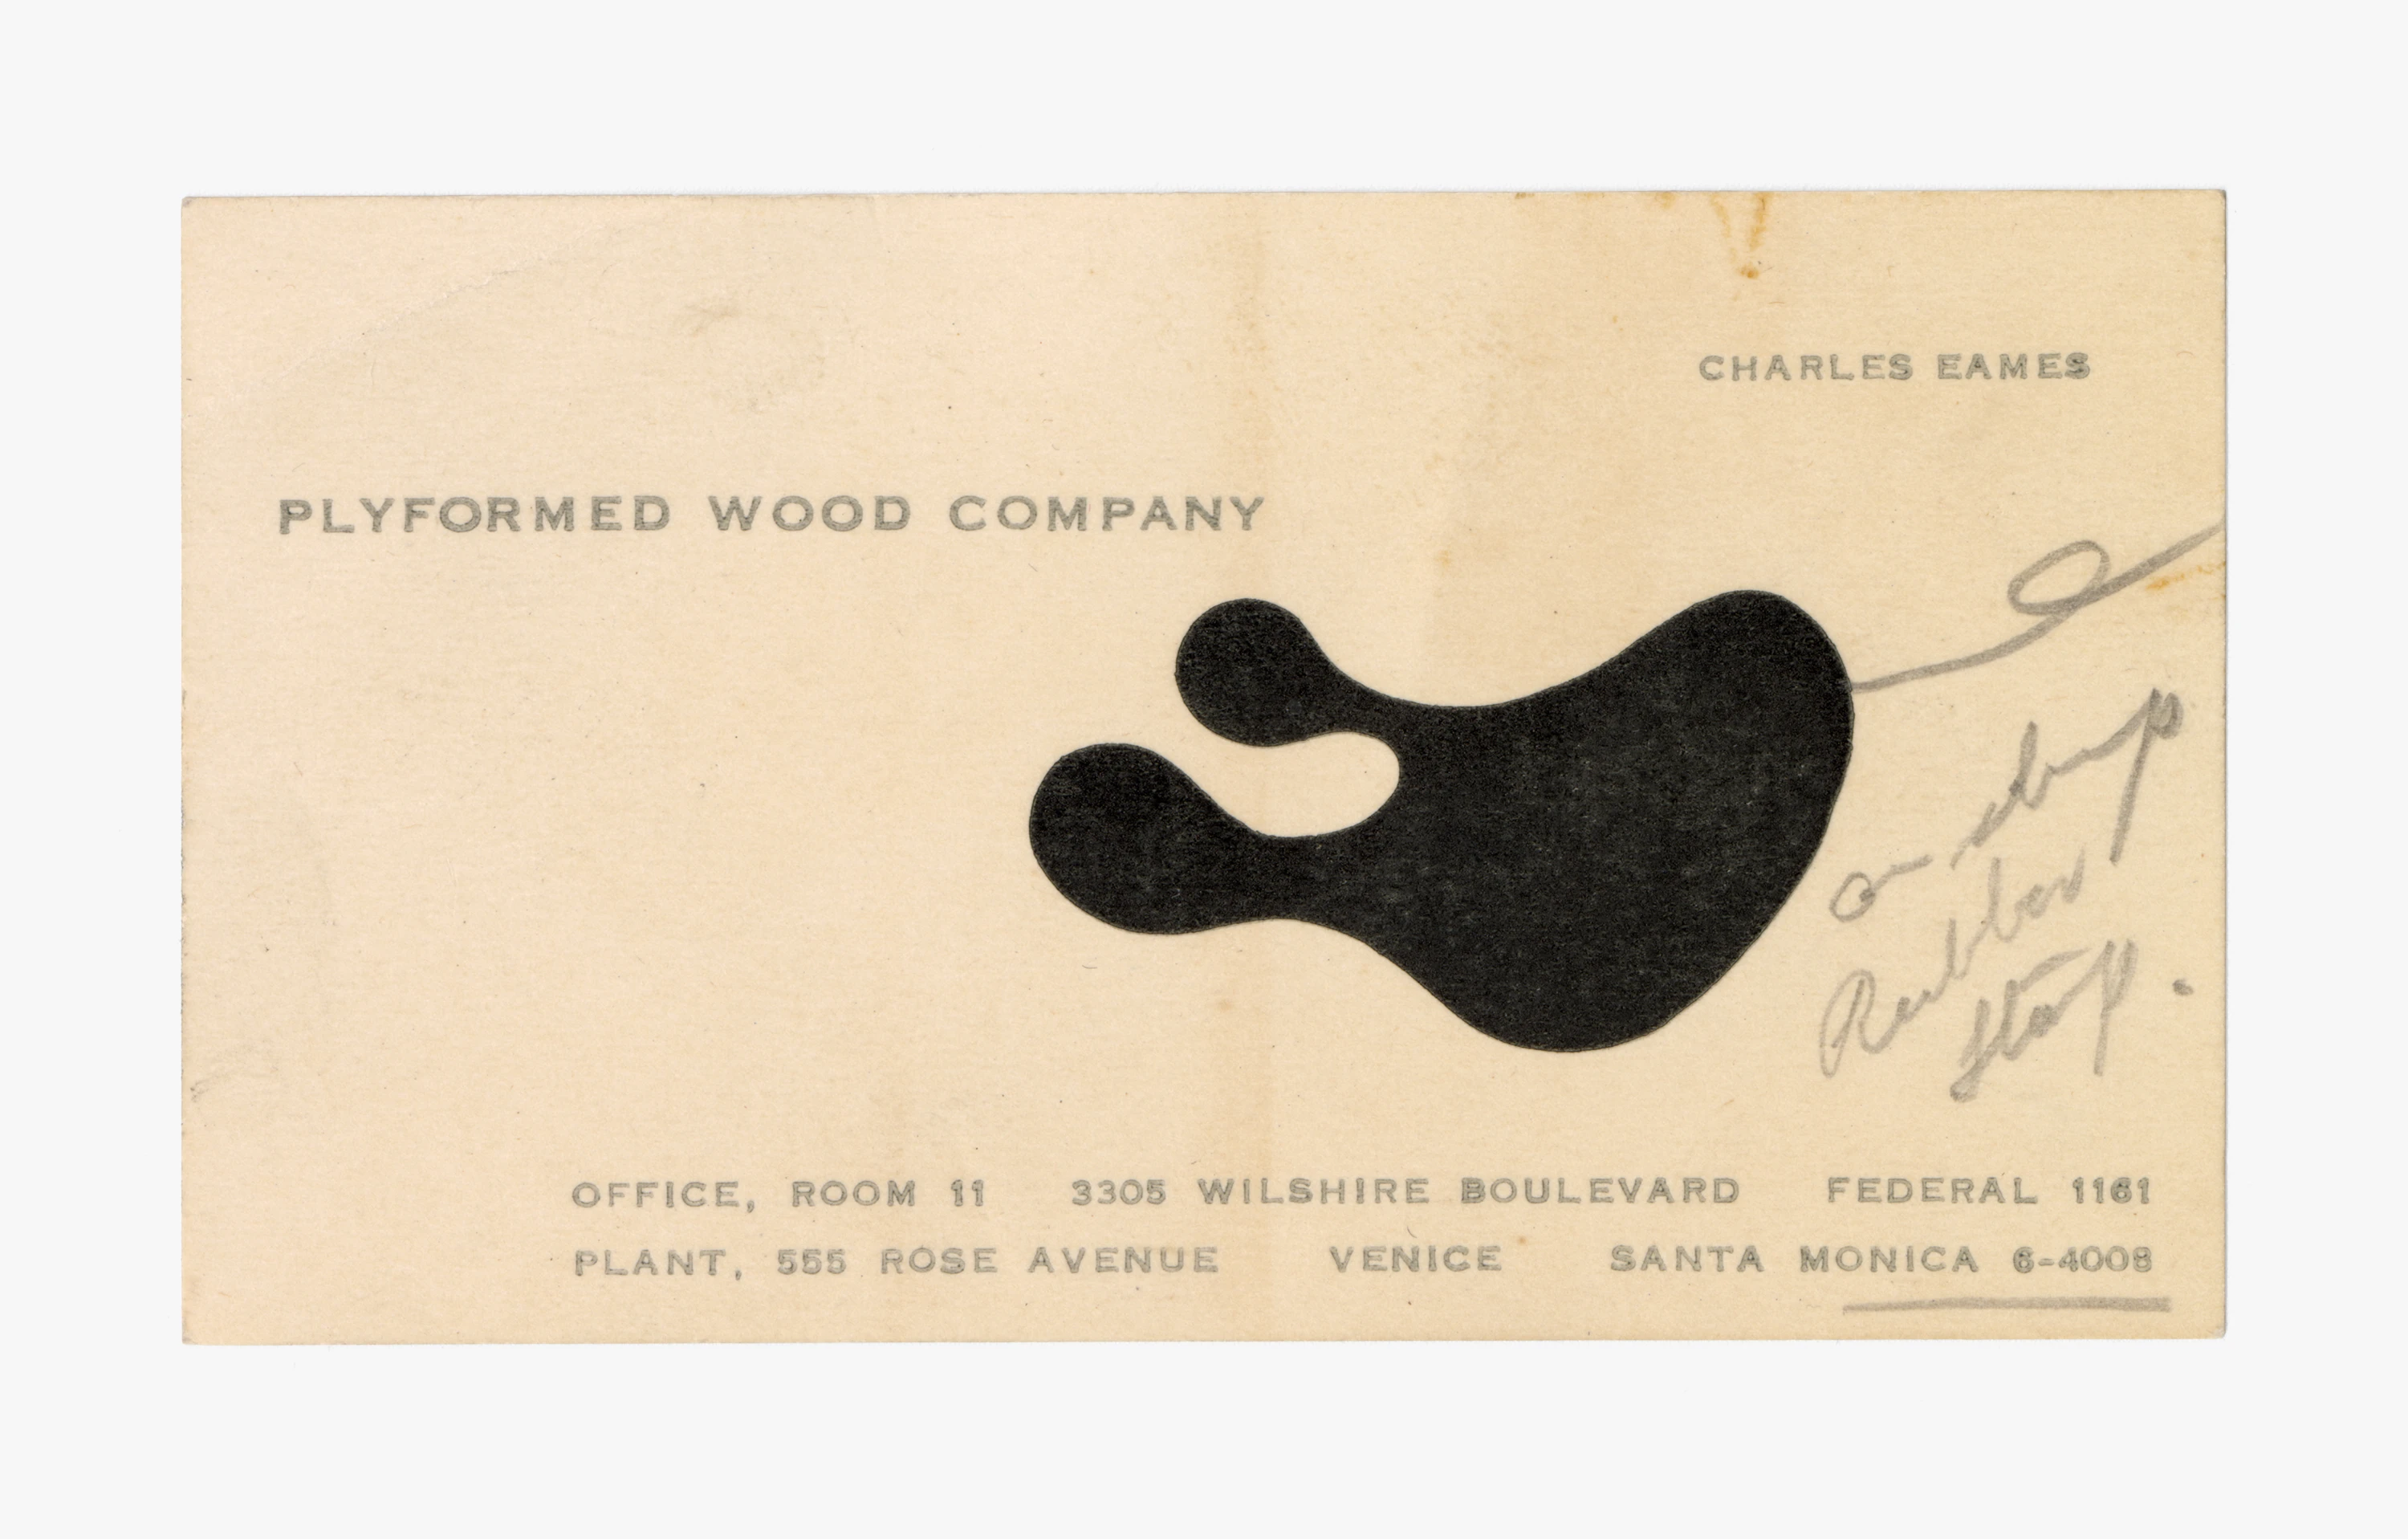 CHARLES EAMES
PLYFORMED WOOD COMPANY
on
Rubber
stamp.
OFFICE, ROOM 11 3305 WILSHIRE BOULEVARD FEDERAL 1161
PLANT, 555 ROSE AVENUE VENICE SANTA MONICA 6-4008